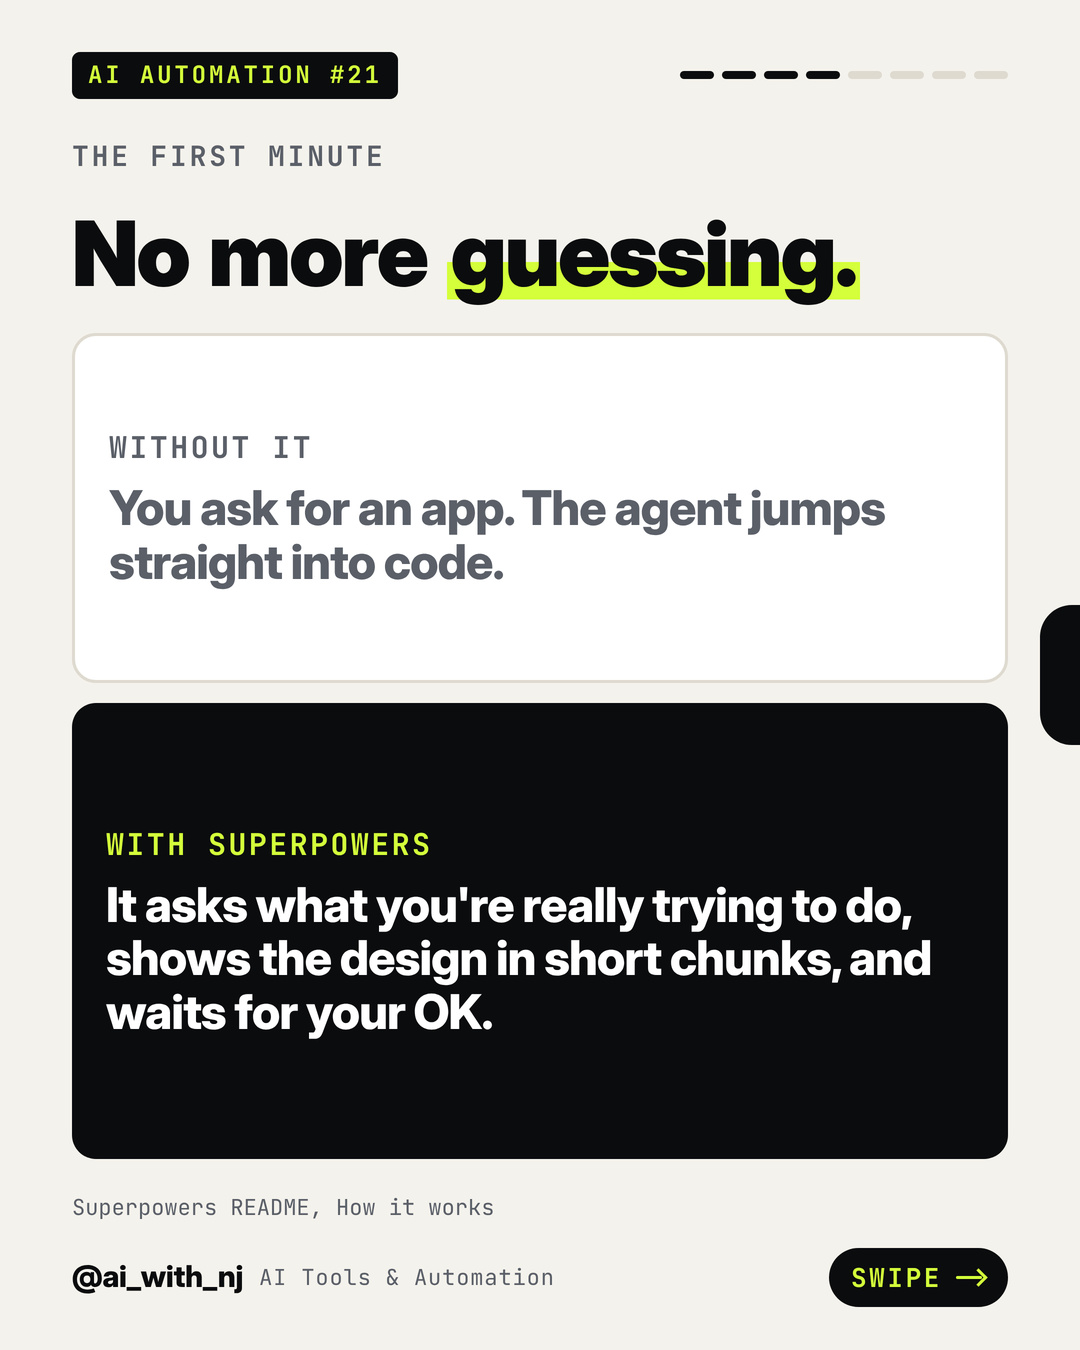 AI AUTOMATION #21
THE FIRST MINUTE
No more guessing.
WITHOUT IT
You ask for an app. The agent jumps
straight into code.
WITH SUPERPOWERS
It asks what you're really trying to do,
shows the design in short chunks, and
waits for your OK.
Superpowers README, How it works
@ai_with_nj AI Tools & Automation
SWIPE →